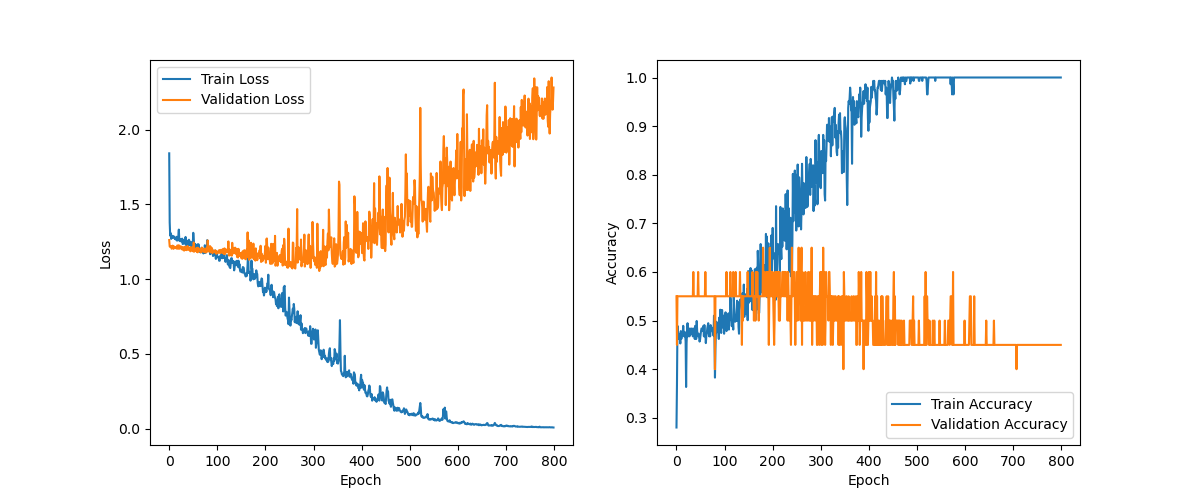 Train Loss
Validation Loss
Loss
2.0
1.5
1.0
0.5
0.0
0 100 200 300 400 500 600 700 800
Epoch
Accuracy
1.0
0.9
0.8
0.7
0.6
0.5
0.4
0.3
Train Accuracy
Validation Accuracy
0 100 200 300 400 500 600 700 800
Epoch